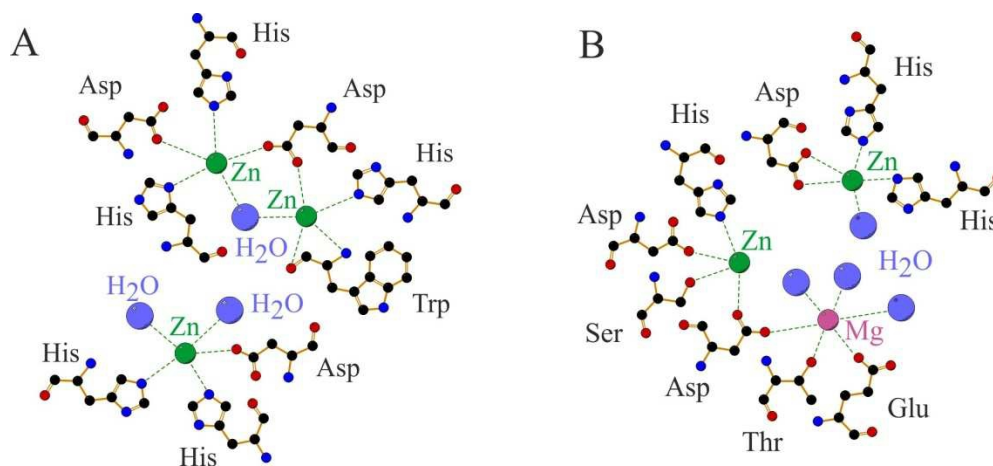 A
His
Asp
Asp
His
Zn
Zn
His
H2O
Trp
H2O
H2O
Zn
His
Asp
His
B
His
Asp
His
Zn
His
Asp
Zn
H2O
Ser
Mg
Asp
Glu
Thr